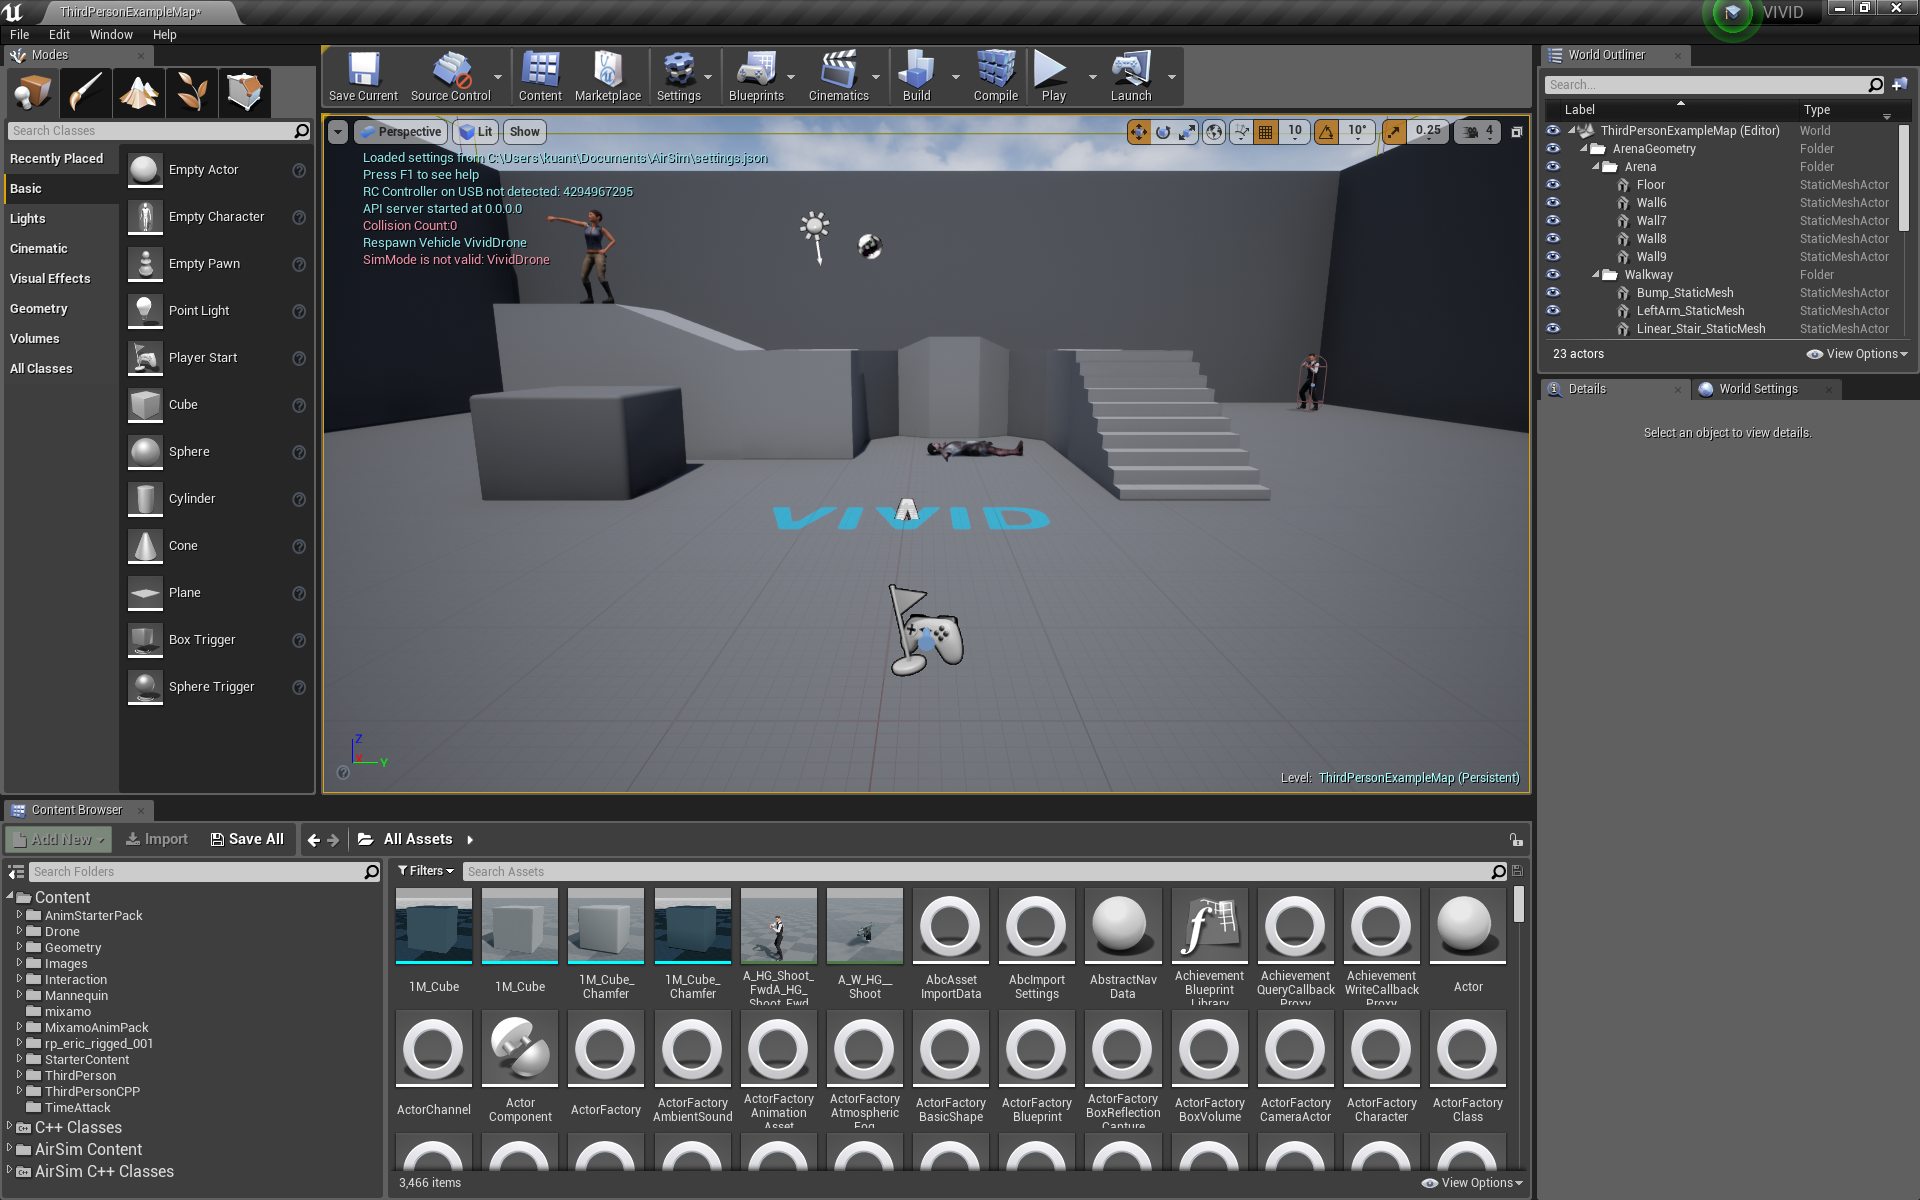 ThirdPersonExampleMap*
VIVID
File Edit Window Help
Modes
Search Classes
Recently Placed
Basic
Lights
Cinematic
Visual Effects
Geometry
Volumes
All Classes
Empty Actor
Empty Character
Empty Pawn
Point Light
Player Start
Cube
Sphere
Cylinder
Cone
Plane
Box Trigger
Sphere Trigger
Save Current Source Control Content Marketplace Settings Blueprints Cinematics Build Compile Play Launch
Perspective Lit Show
10 10° 0.25 4
Loaded settings from C:\Users\kuant\Documents\AirSim\settings.json
Press F1 to see help
RC Controller on USB not detected: 4294967295
API server started at 0.0.0.0
Collision Count:0
Respawn Vehicle VividDrone
SimMode is not valid: VividDrone
VIVID
Z
X
Y
Level: ThirdPersonExampleMap (Persistent)
World Outliner
Search...
Label Type
ThirdPersonExampleMap (Editor) World
ArenaGeometry Folder
Arena Folder
Floor StaticMeshActor
Wall6 StaticMeshActor
Wall7 StaticMeshActor
Wall8 StaticMeshActor
Wall9 StaticMeshActor
Walkway Folder
Bump_StaticMesh StaticMeshActor
LeftArm_StaticMesh StaticMeshActor
Linear_Stair_StaticMesh StaticMeshActor
23 actors View Options
Details World Settings
Select an object to view details.
Content Browser
Add New Import Save All All Assets
Search Folders
Content
AnimStarterPack
Drone
Geometry
Images
Interaction
Mannequin
mixamo
MixamoAnimPack
rp_eric_rigged_001
StarterContent
ThirdPerson
ThirdPersonCPP
TimeAttack
C++ Classes
AirSim Content
AirSim C++ Classes
Filters Search Assets
1M_Cube
1M_Cube
1M_Cube_
Chamfer
1M_Cube_
Chamfer
A_HG_Shoot_
FwdA_HG_
Shoot_Fwd
A_W_HG__
Shoot
AbcAsset
ImportData
AbcImport
Settings
AbstractNav
Data
Achievement
Blueprint
Library
Achievement
QueryCallback
Proxy
Achievement
WriteCallback
Proxy
Actor
ActorChannel
Actor
Component
ActorFactory
ActorFactory
AmbientSound
ActorFactory
Animation
Asset
ActorFactory
Atmospheric
Fog
ActorFactory
BasicShape
ActorFactory
Blueprint
ActorFactory
BoxReflection
Capture
ActorFactory
BoxVolume
ActorFactory
CameraActor
ActorFactory
Character
ActorFactory
Class
3,466 items View Options